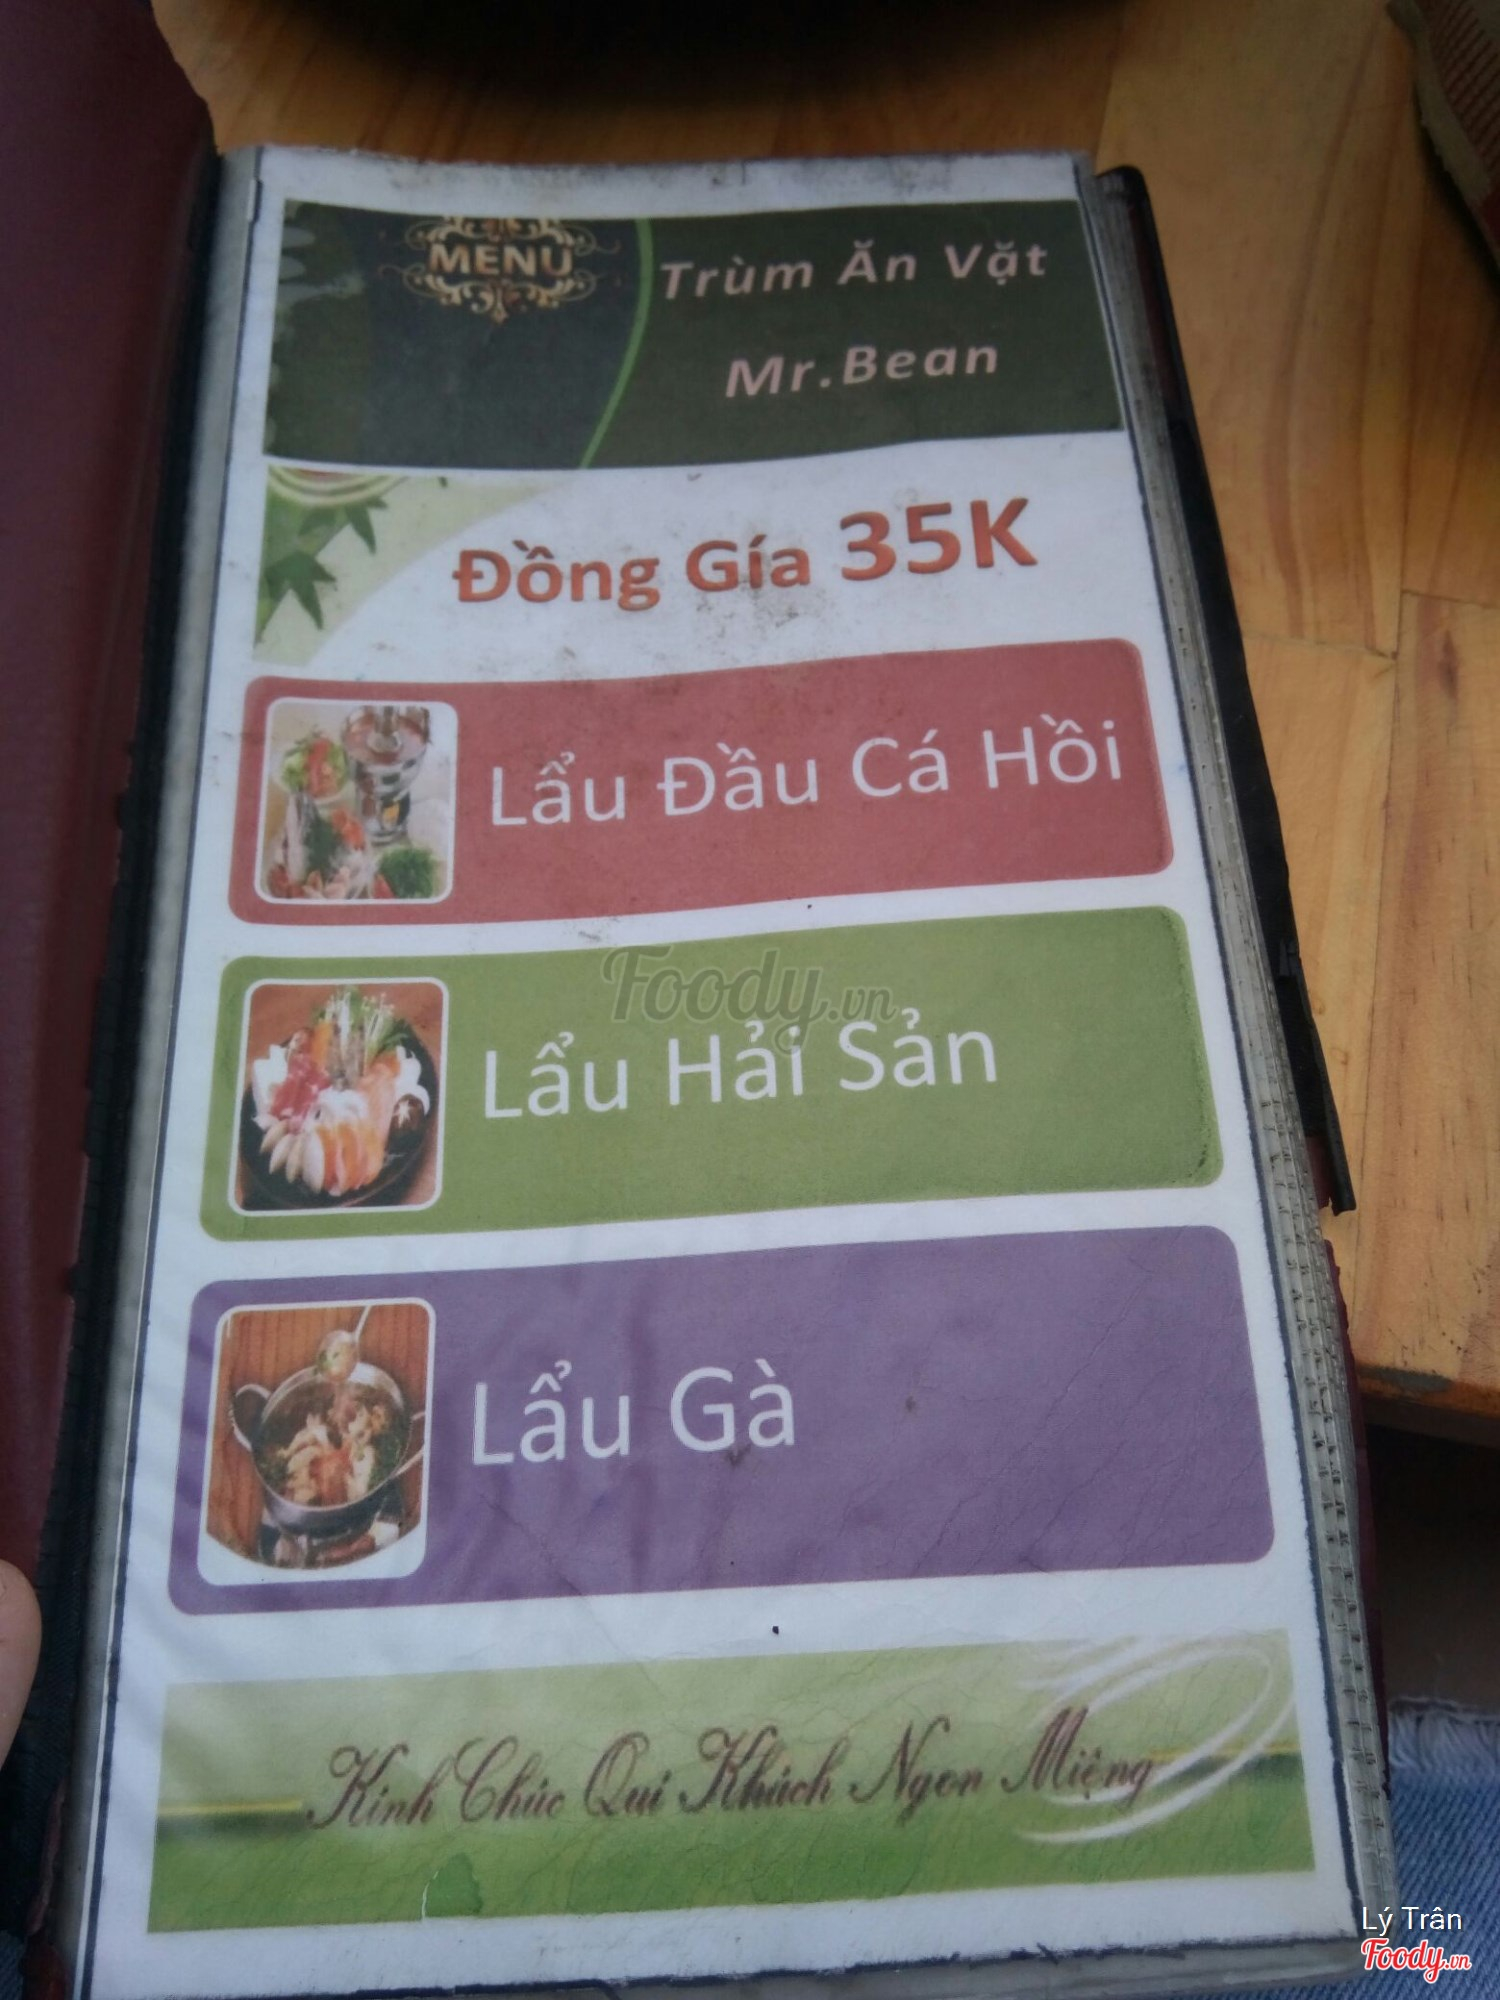 MENU
Trùm Ăn Vặt
Mr.Bean
Đồng Gía 35K
Lẩu Đầu Cá Hồi
Foody.vn
Lẩu Hải Sản
Lẩu Gà
Kính Chúc Quí Khách Ngon Miệng
Lý Trân
Foody.vn